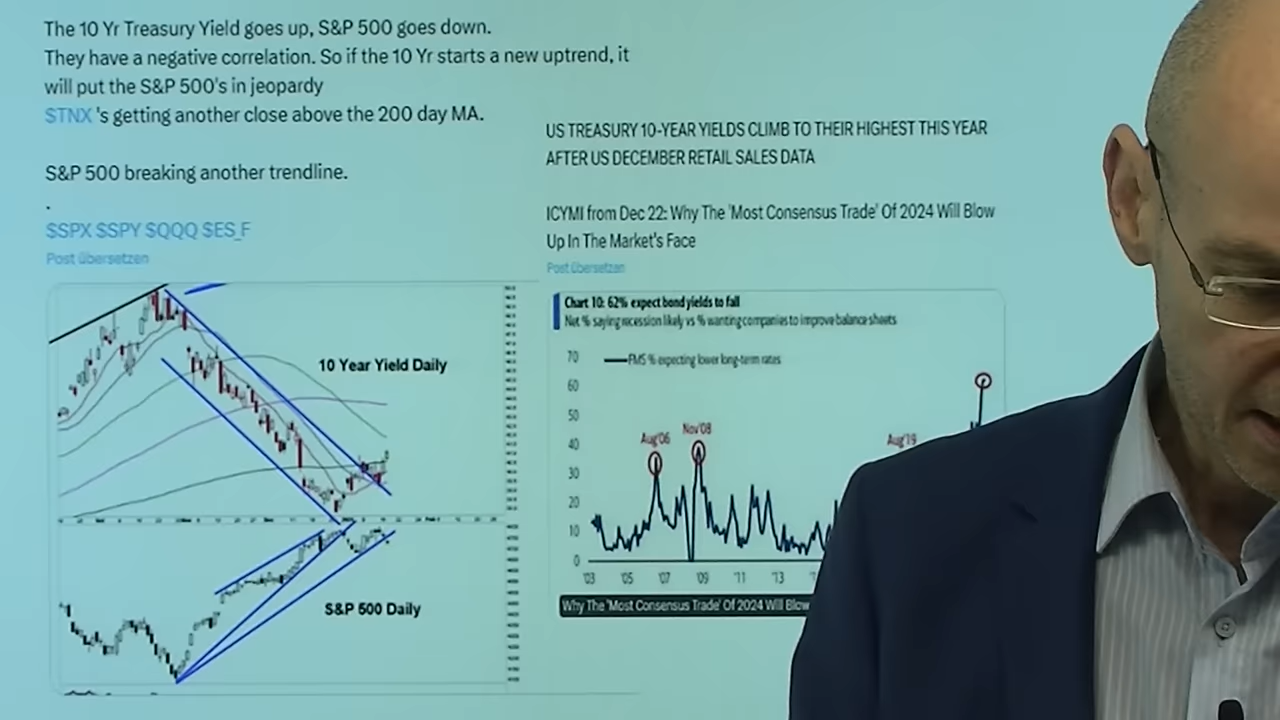 The 10 Yr Treasury Yield goes up, S&P 500 goes down.
They have a negative correlation. So if the 10 Yr starts a new uptrend, it
will put the S&P 500's in jeopardy
$TNX 's getting another close above the 200 day MA.
S&P 500 breaking another trendline.
.
$SPX $SPY $QQQ $ES_F
Post übersetzen
10 Year Yield Daily
S&P 500 Daily
US TREASURY 10-YEAR YIELDS CLIMB TO THEIR HIGHEST THIS YEAR
AFTER US DECEMBER RETAIL SALES DATA
ICYMI from Dec 22: Why The 'Most Consensus Trade' Of 2024 Will Blow
Up In The Market's Face
Post übersetzen
Chart 10: 62% expect bond yields to fall
Net % saying recession likely vs % wanting companies to improve balance sheets
70
FMS % expecting lower long-term rates
60
50
Aug'06 Nov'08 Aug'19
40
30
20
10
0
'03 '05 '07 '09 '11 '13
Why The 'Most Consensus Trade' Of 2024 Will Blow